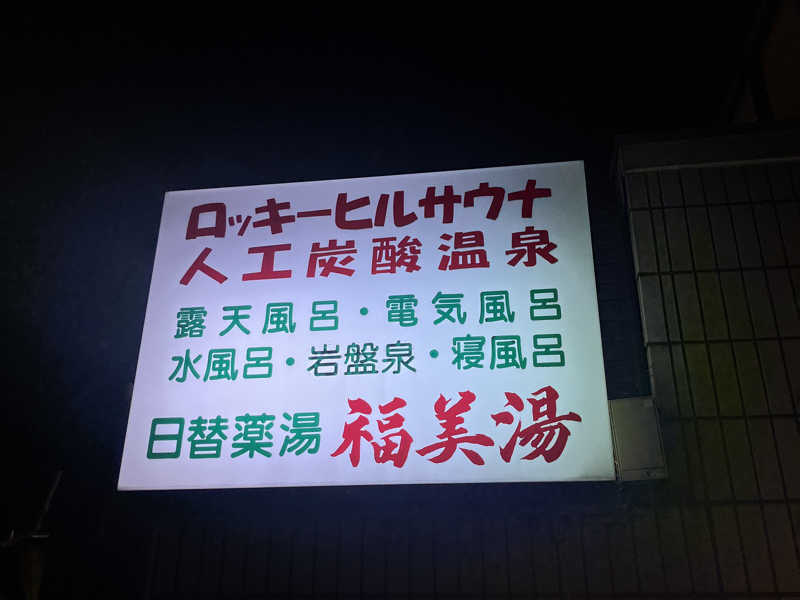 ロッキーヒルサウナ
人工炭酸温泉
露天風呂・電気風呂
水風呂・岩盤泉・寝風呂
日替薬湯 福美湯